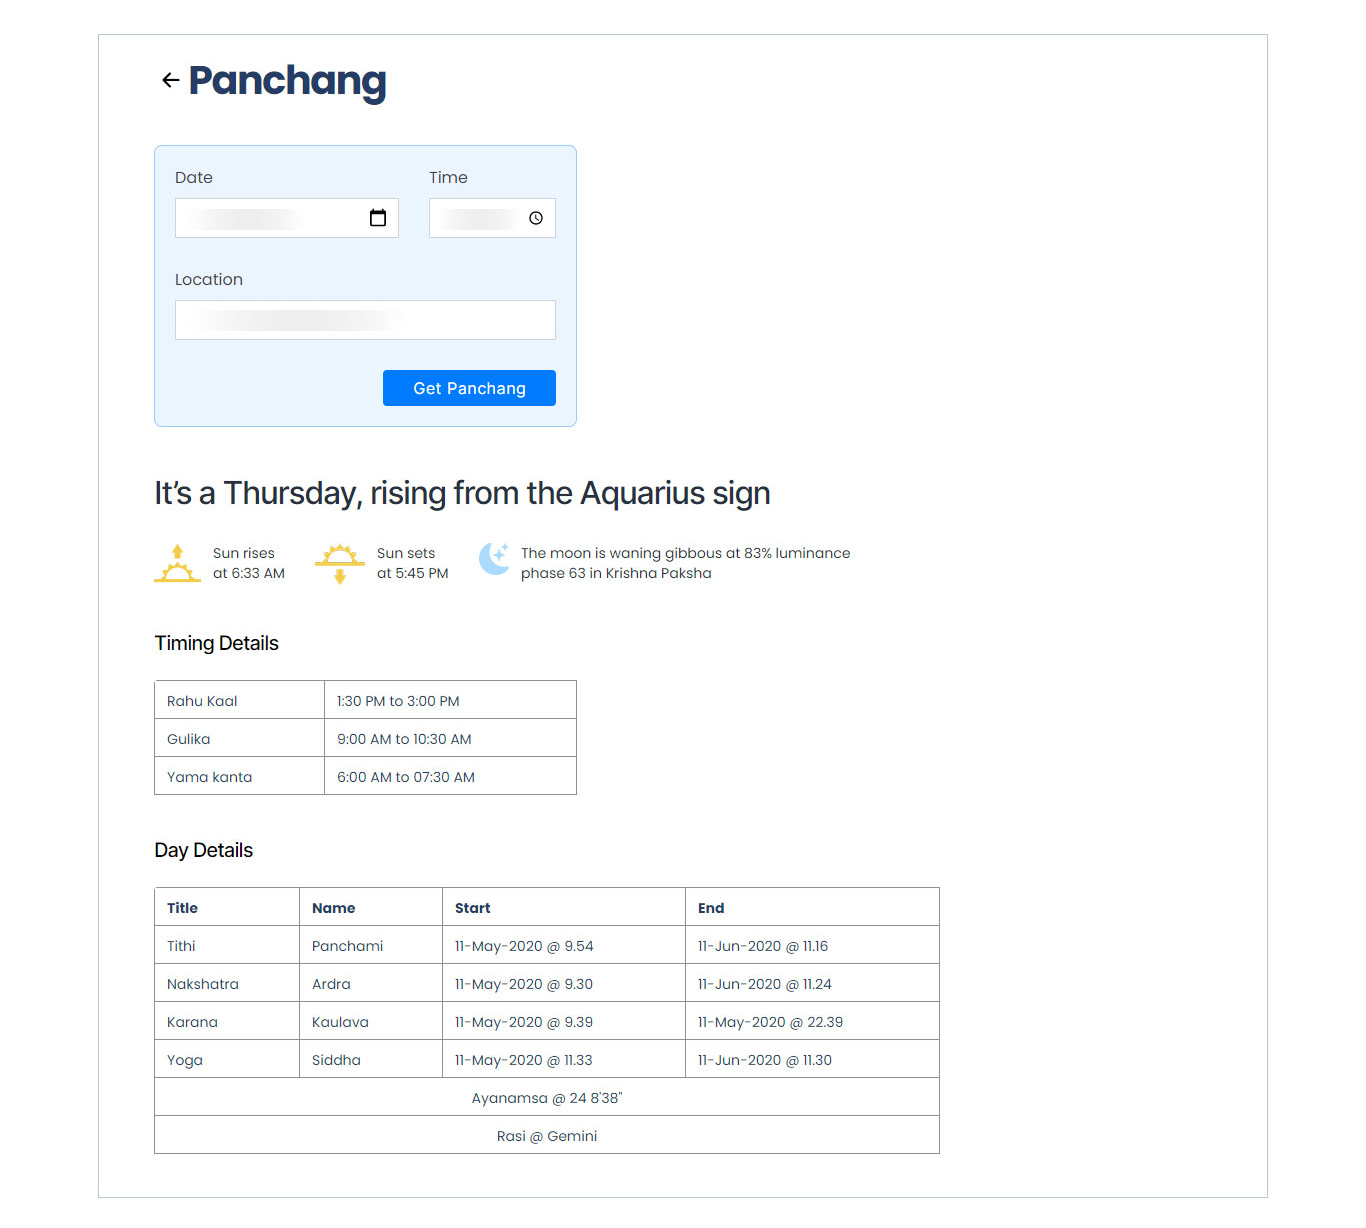 Panchang
Date
Time
Location
Get Panchang
It's a Thursday, rising from the Aquarius sign
Sun rises
at 6:33 AM
Sun sets
at 5:45 PM
The moon is waning gibbous at 83% luminance
phase 63 in Krishna Paksha
Timing Details
Rahu Kaal 1:30 PM to 3:00 PM
Gulika 9:00 AM to 10:30 AM
Yama kanta 6:00 AM to 07:30 AM
Day Details
Title Name Start End
Tithi Panchami 11-May-2020 @ 9.54 11-Jun-2020 @ 11.16
Nakshatra Ardra 11-May-2020 @ 9.30 11-Jun-2020 @ 11.24
Karana Kaulava 11-May-2020 @ 9.39 11-May-2020 @ 22.39
Yoga Siddha 11-May-2020 @ 11.33 11-Jun-2020 @ 11.30
Ayanamsa @ 24 8'38"
Rasi @ Gemini